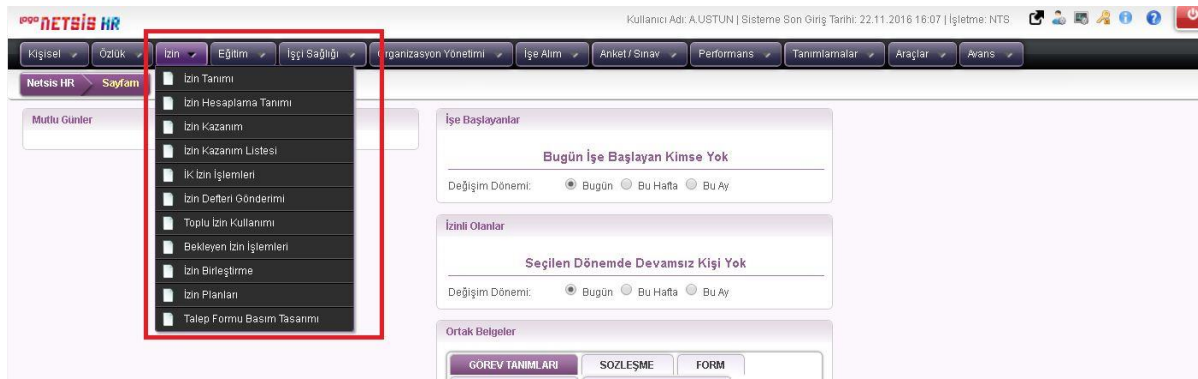 logo NETSİS HR
Kullanıcı Adı: A.USTUN | Sisteme Son Giriş Tarihi: 22.11.2016 16:07 | İşletme: NTS
Kişisel Özlük İzin Eğitim İşçi Sağlığı Organizasyon Yönetimi İşe Alım Anket / Sınav Performans Tanımlamalar Araçlar Avans
Netsis HR Sayfam
İzin Tanımı
İzin Hesaplama Tanımı
İzin Kazanım
İzin Kazanım Listesi
İK İzin İşlemleri
İzin Defteri Gönderimi
Toplu İzin Kullanımı
Bekleyen İzin İşlemleri
İzin Birleştirme
İzin Planları
Talep Formu Basım Tasarımı
Mutlu Günler
İşe Başlayanlar
Bugün İşe Başlayan Kimse Yok
Değişim Dönemi: Bugün Bu Hafta Bu Ay
İzinli Olanlar
Seçilen Dönemde Devamsız Kişi Yok
Değişim Dönemi: Bugün Bu Hafta Bu Ay
Ortak Belgeler
GÖREV TANIMLARI SOZLEŞME FORM